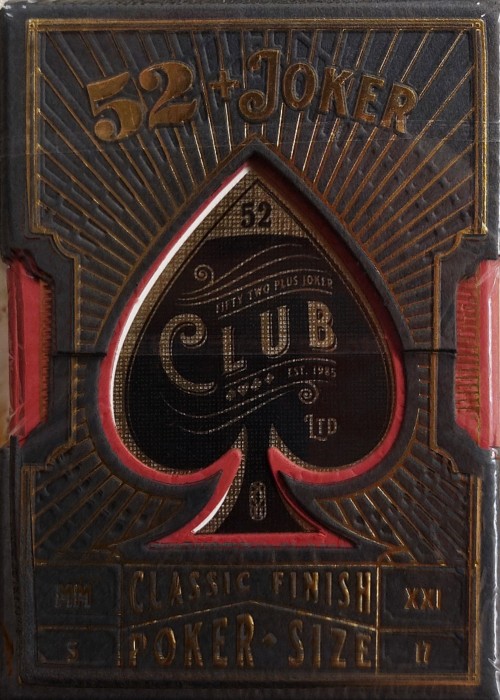 52 + JOKER
52
FIFTY TWO PLUS JOKER
CLUB
EST. 1985
LTD
MM
CLASSIC FINISH
XXI
S
POKER - SIZE
17